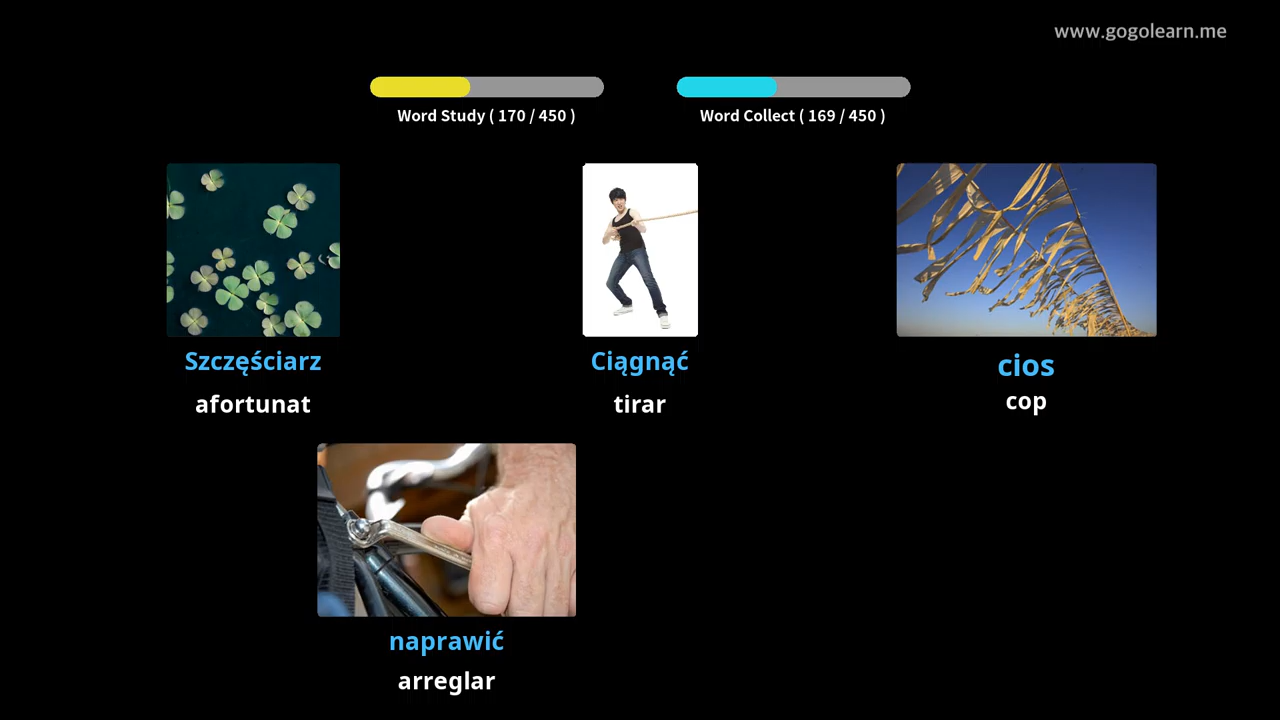 www.gogolearn.me
Word Study ( 170 / 450 )
Word Collect ( 169 / 450 )
Szczęściarz
afortunat
Ciągnąć
tirar
cios
cop
naprawić
arreglar